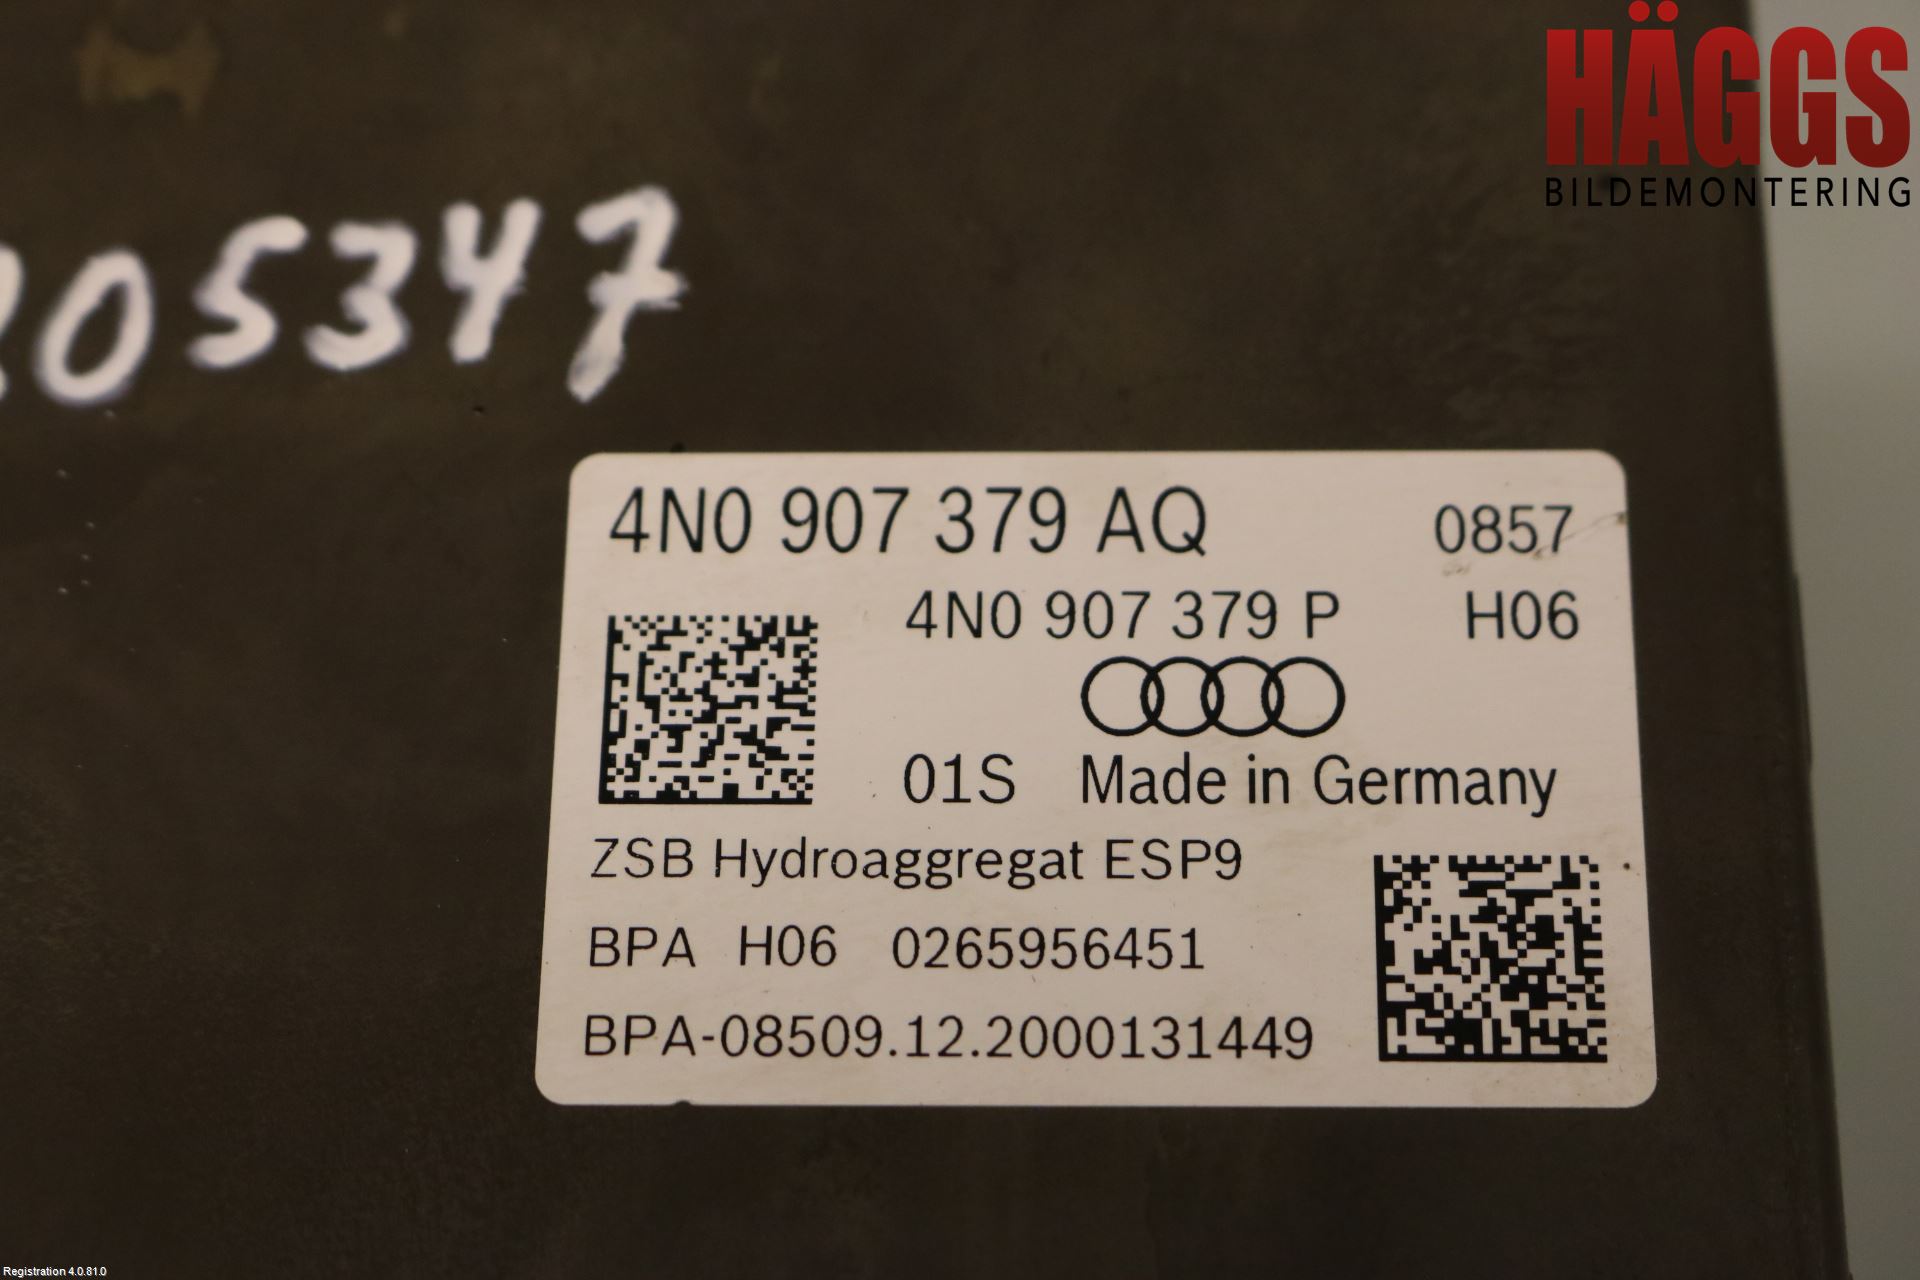 HÄGGS
BILDEMONTERING
05347
4N0 907 379 AQ 0857
4N0 907 379 P H06
01S Made in Germany
ZSB Hydroaggregat ESP9
BPA H06 0265956451
BPA-08509.12.2000131449
Registration 4.0.81.0